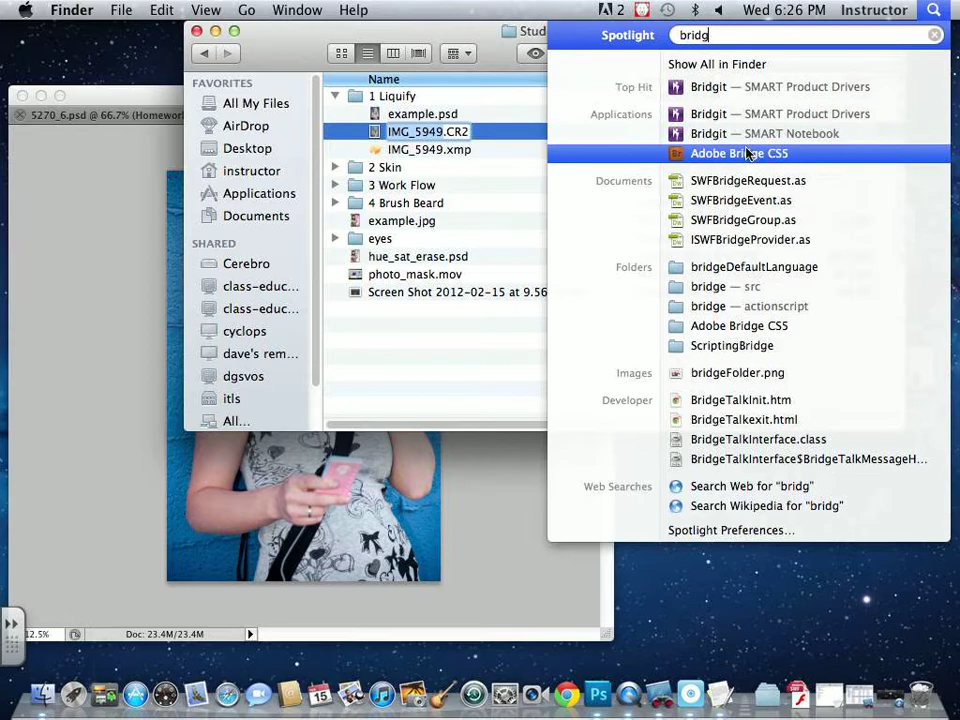 Finder File Edit View Go Window Help 2 Wed 6:26 PM Instructor
Stud
Spotlight bridg
5270_6.psd @ 66.7% (Homewor
FAVORITES
All My Files
AirDrop
Desktop
instructor
Applications
Documents
SHARED
Cerebro
class-educ...
class-educ...
cyclops
dave's rem...
dgsvos
itls
All...
Name
1 Liquify
example.psd
IMG_5949.CR2
IMG_5949.xmp
2 Skin
3 Work Flow
4 Brush Beard
example.jpg
eyes
hue_sat_erase.psd
photo_mask.mov
Screen Shot 2012-02-15 at 9.56
Show All in Finder
Top Hit Bridgit — SMART Product Drivers
Applications Bridgit — SMART Product Drivers
Bridgit — SMART Notebook
Adobe Bridge CS5
Documents SWFBridgeRequest.as
SWFBridgeEvent.as
SWFBridgeGroup.as
ISWFBridgeProvider.as
Folders bridgeDefaultLanguage
bridge — src
bridge — actionscript
Adobe Bridge CS5
ScriptingBridge
Images bridgeFolder.png
Developer BridgeTalkInit.htm
BridgeTalkexit.html
BridgeTalkInterface.class
BridgeTalkInterface$BridgeTalkMessageH...
Web Searches Search Web for "bridg"
Search Wikipedia for "bridg"
Spotlight Preferences...
12.5% Doc: 23.4M/23.4M
15
Ps